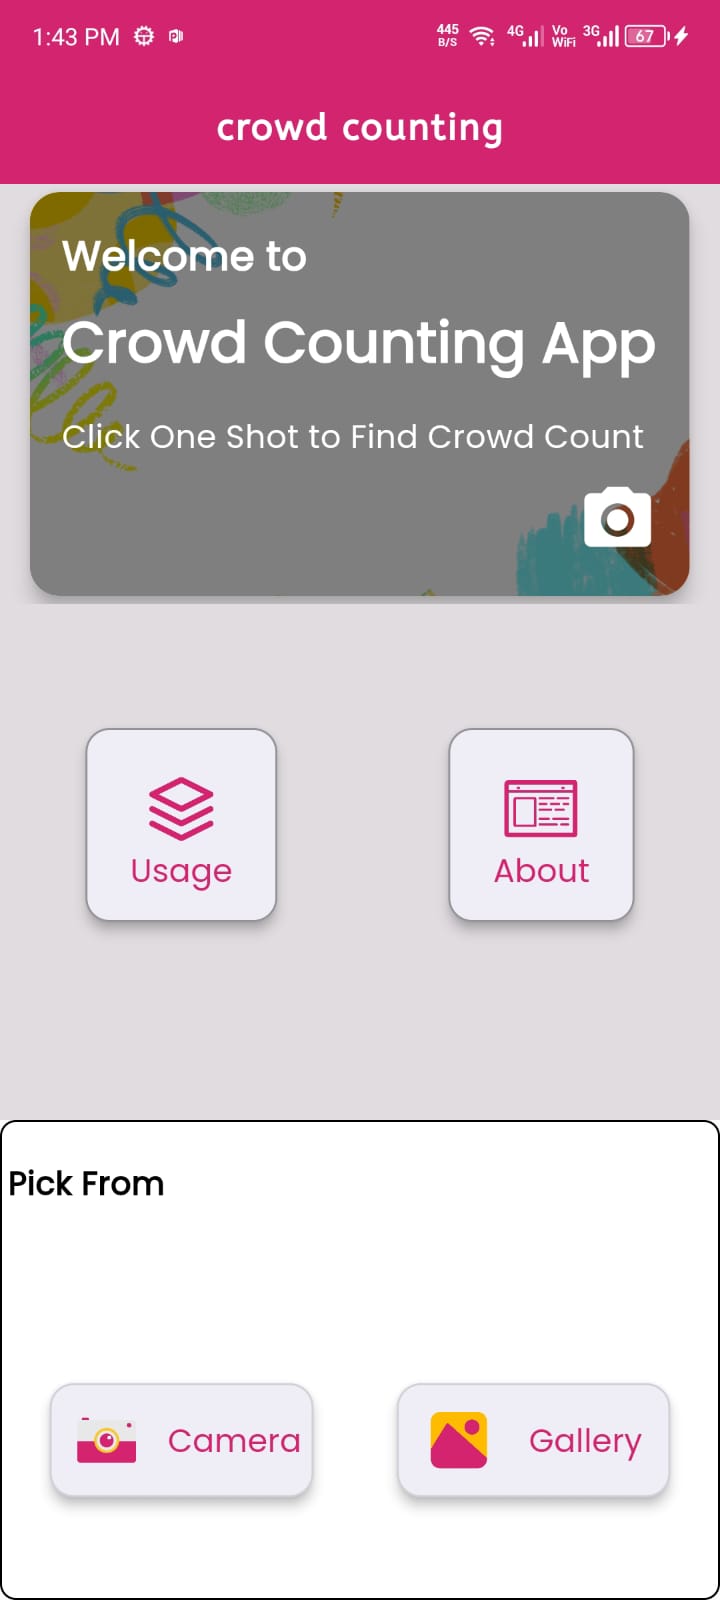 1:43 PM 445 B/S 4G Vo WiFi 3G 67
crowd counting
Welcome to
Crowd Counting App
Click One Shot to Find Crowd Count
Usage About
Pick From
Camera Gallery